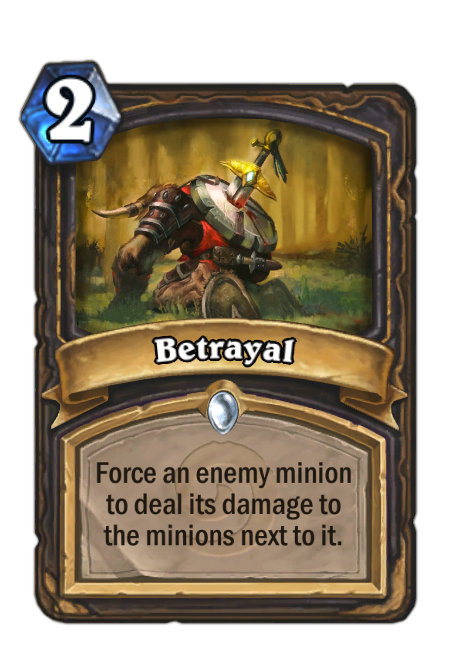 2
Betrayal
Force an enemy minion
to deal its damage to
the minions next to it.